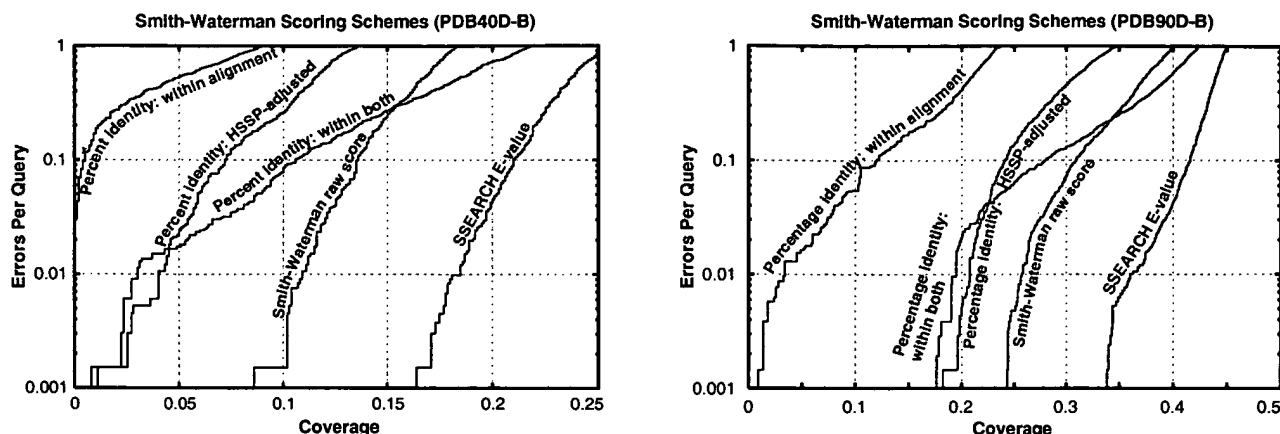 Smith-Waterman Scoring Schemes (PDB40D-B)
Errors Per Query
1
0.1
0.01
0.001
Percent Identity: within alignment
Percent Identity: HSSP-adjusted
Percent Identity: within both
Smith-Waterman raw score
SSEARCH E-value
0
0.05
0.1
0.15
0.2
0.25
Coverage
Smith-Waterman Scoring Schemes (PDB90D-B)
Errors Per Query
1
0.1
0.01
0.001
Percentage Identity: within alignment
Percentage Identity:
within both
Percentage Identity: HSSP-adjusted
Smith-Waterman raw score
SSEARCH E-value
0
0.1
0.2
0.3
0.4
0.5
Coverage